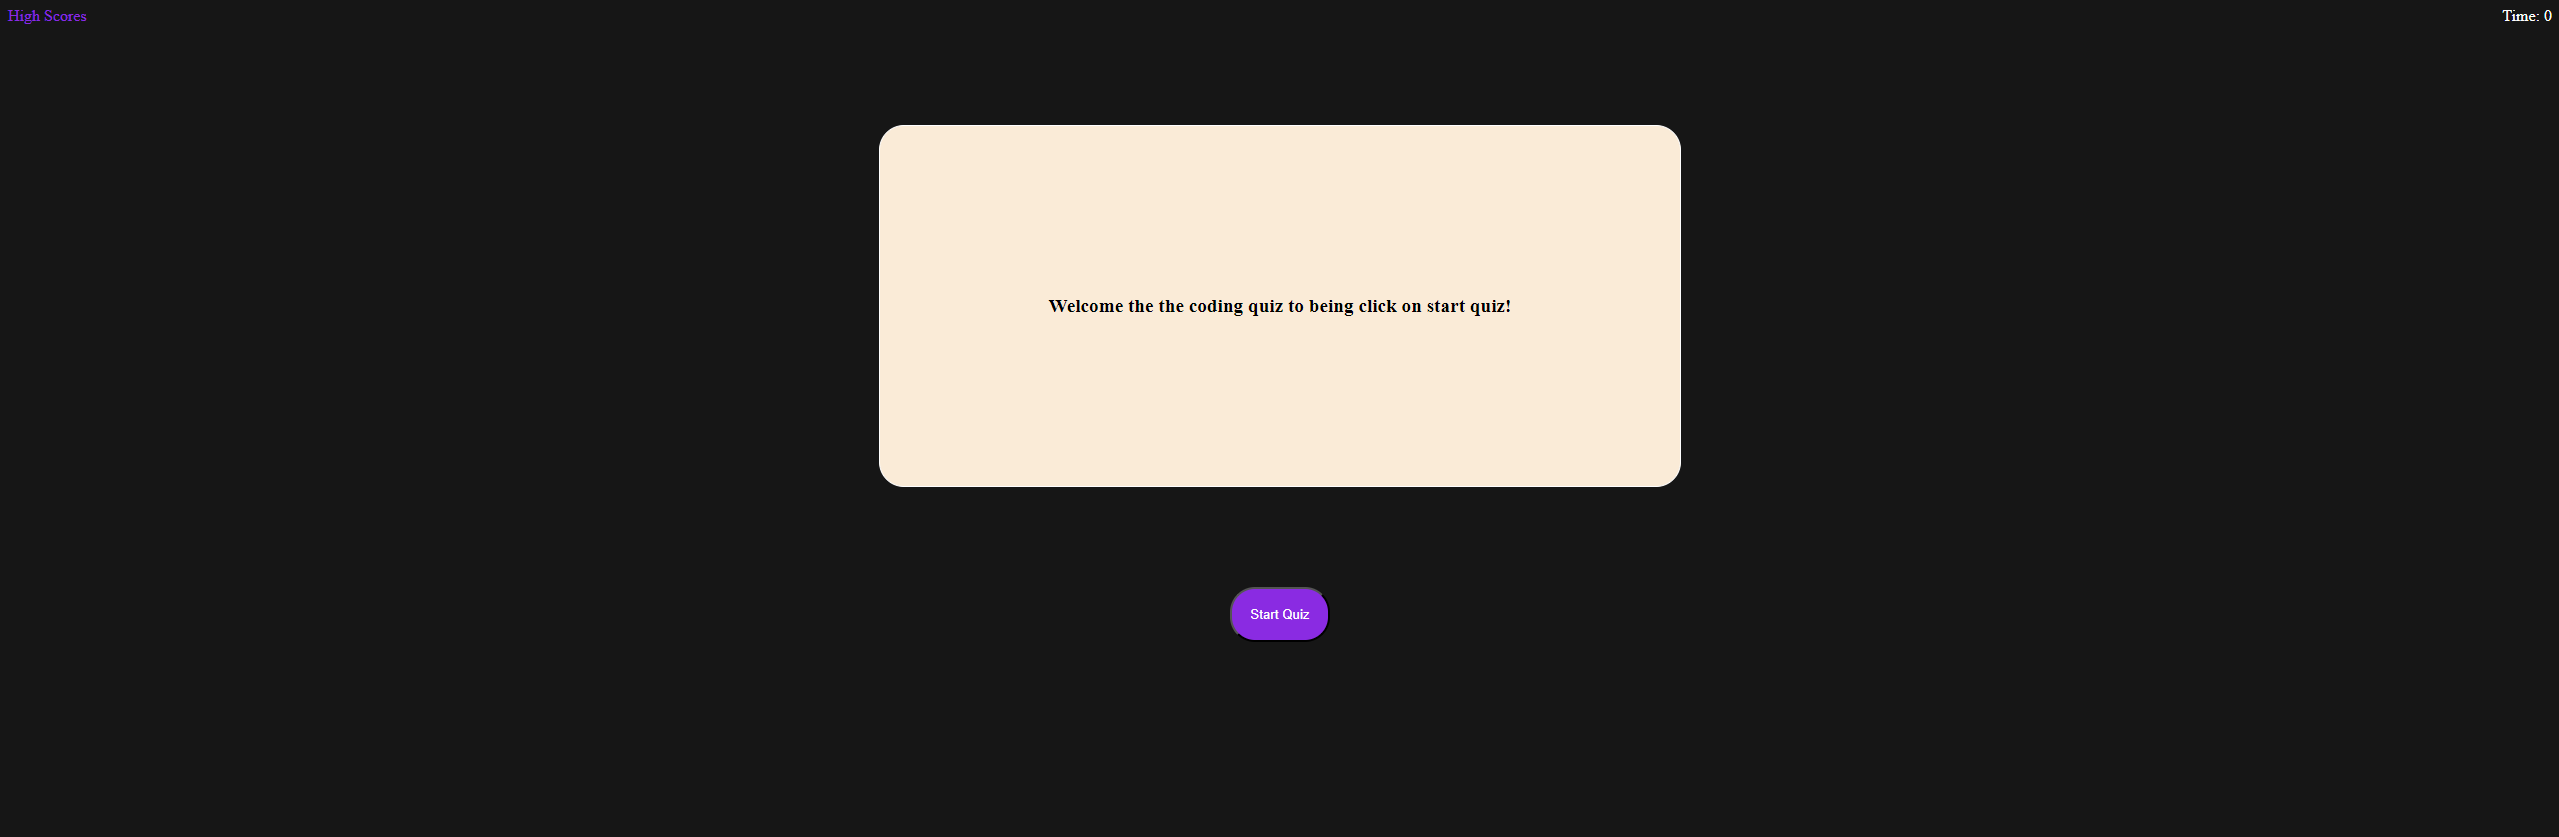 High Scores
Time: 0
Welcome the the coding quiz to being click on start quiz!
Start Quiz